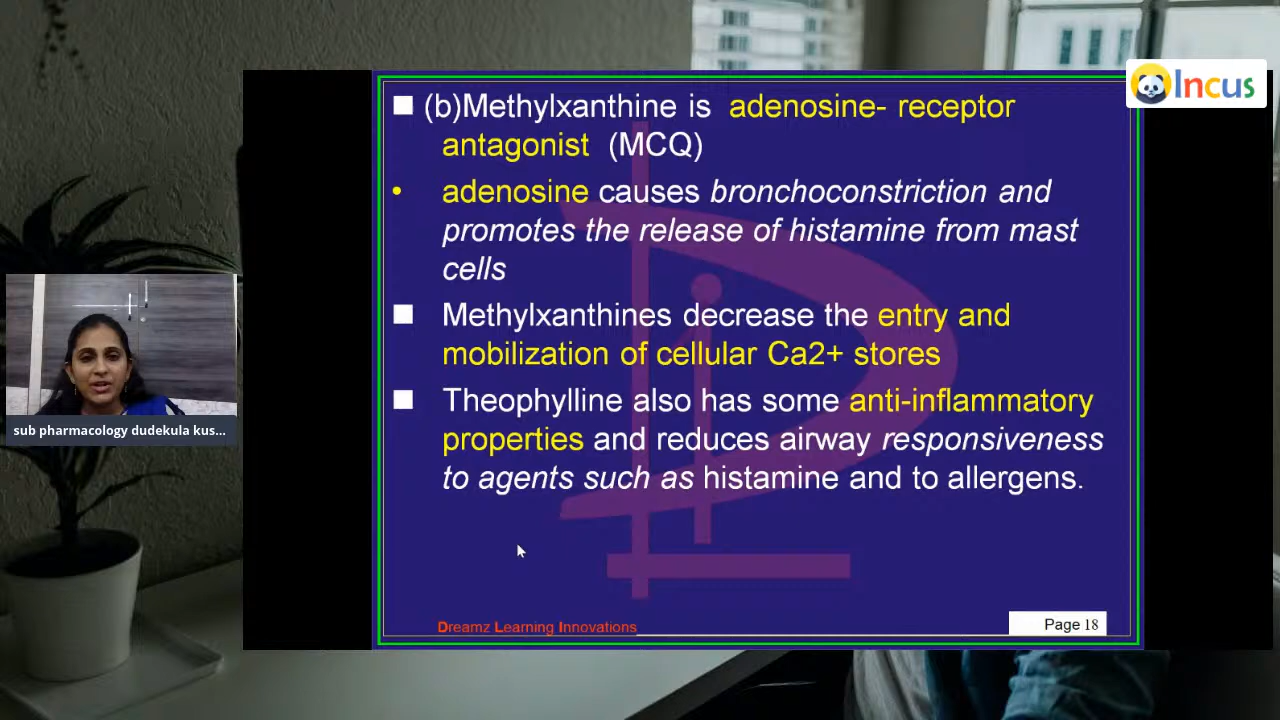 Incus
(b)Methylxanthine is adenosine- receptor
antagonist (MCQ)
• adenosine causes bronchoconstriction and
promotes the release of histamine from mast
cells
Methylxanthines decrease the entry and
mobilization of cellular Ca2+ stores
Theophylline also has some anti-inflammatory
properties and reduces airway responsiveness
to agents such as histamine and to allergens.
sub pharmacology dudekula kus...
Dreamz Learning Innovations
Page 18